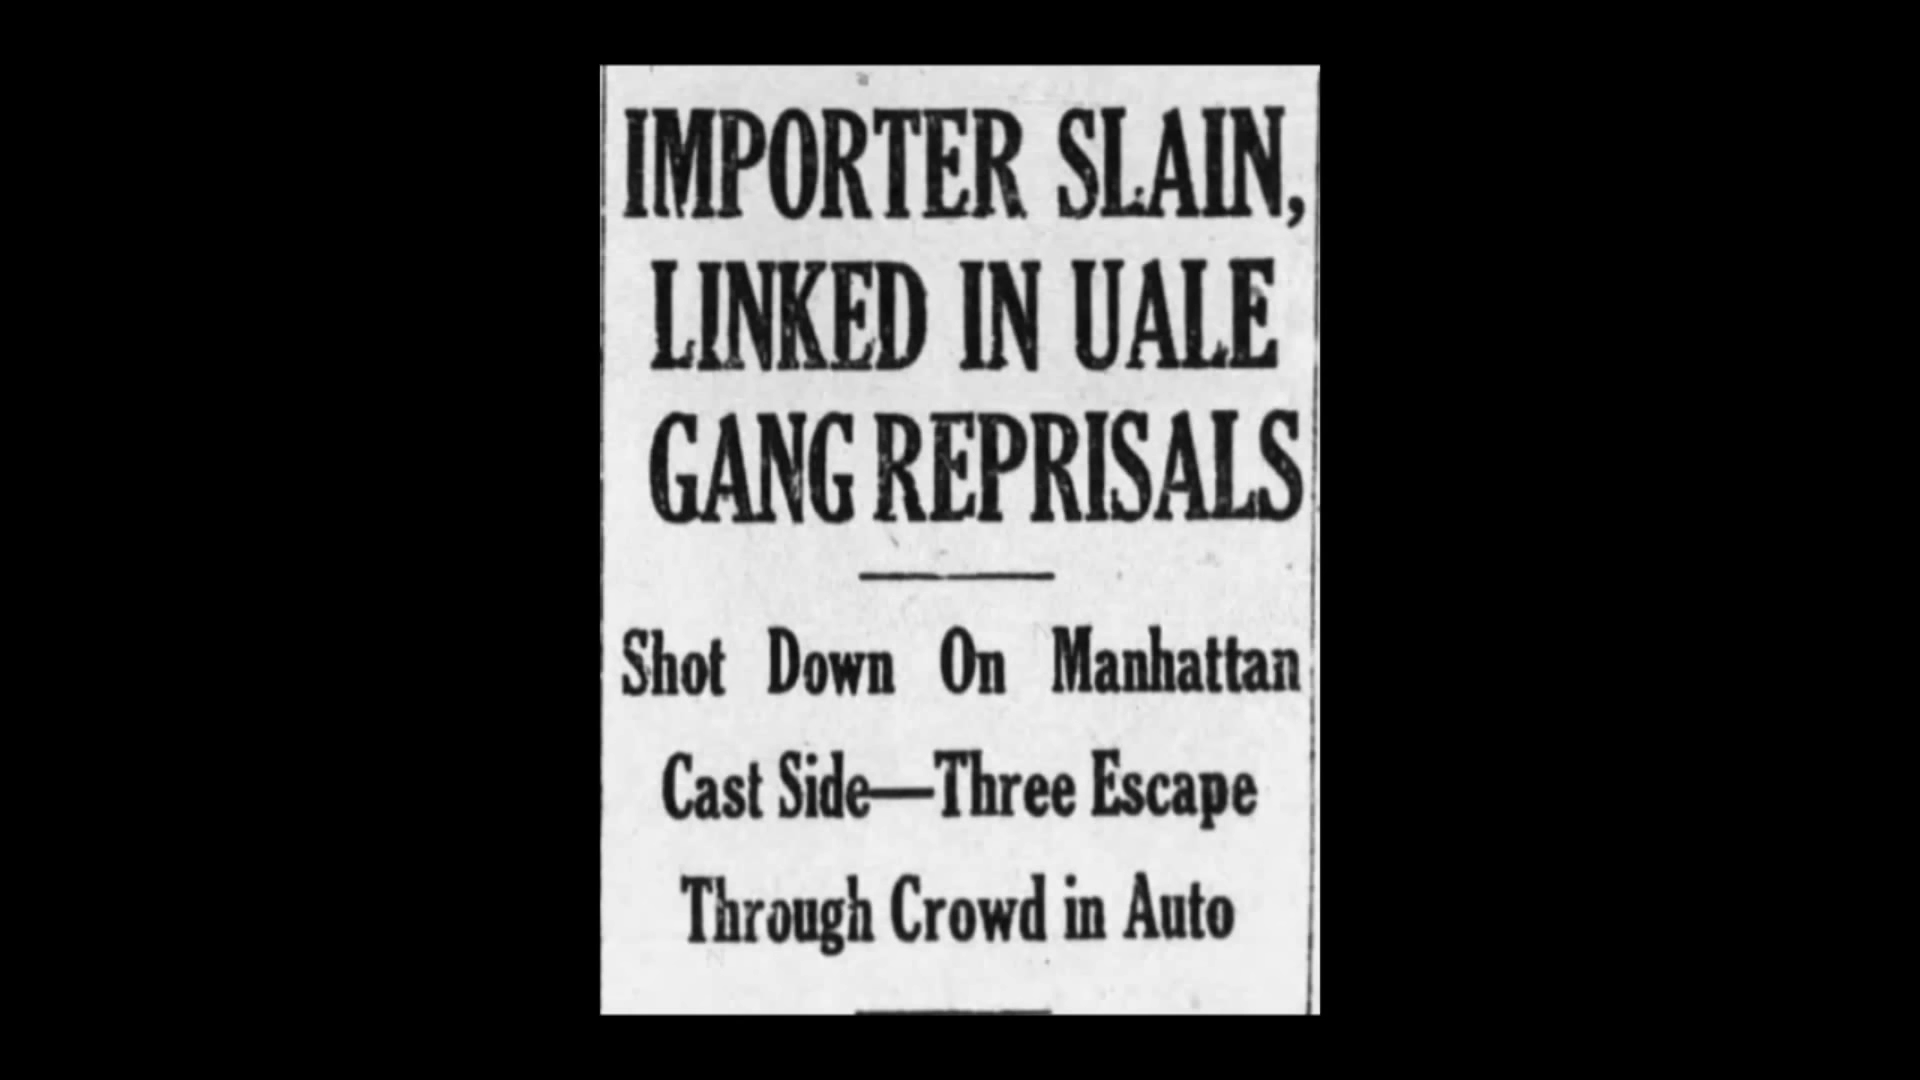 IMPORTER SLAIN,
LINKED IN UALE
GANG REPRISALS
Shot Down On Manhattan
Cast Side—Three Escape
Through Crowd in Auto